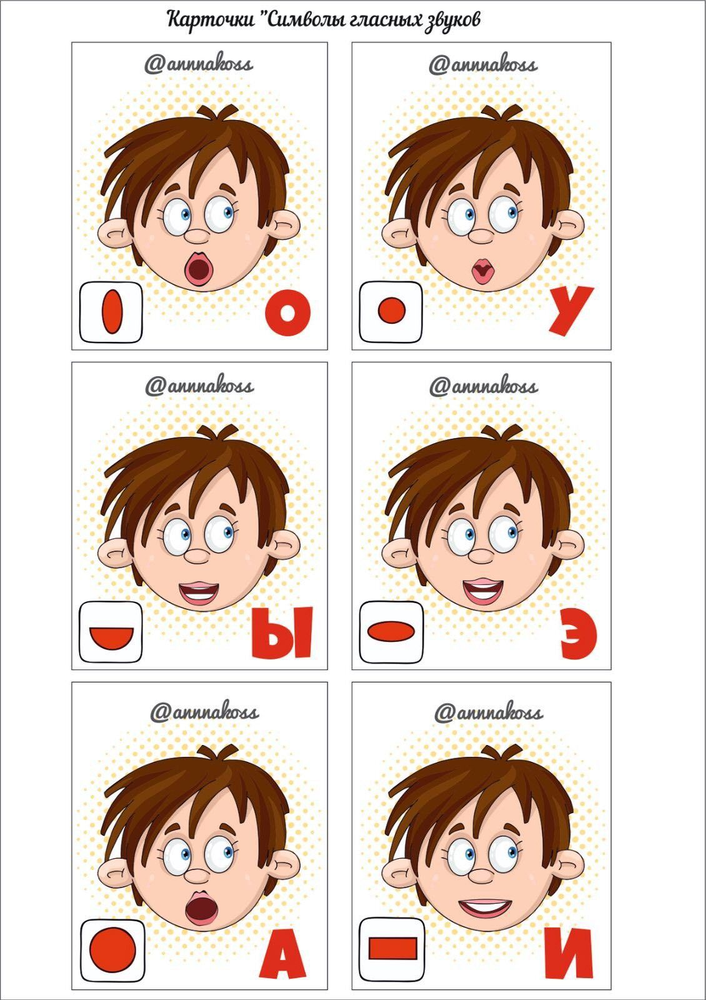 Карточки "Символы гласных звуков
@annnakoss
@annnakoss
О
У
@annnakoss
@annnakoss
Ы
Э
@annnakoss
@annnakoss
А
И